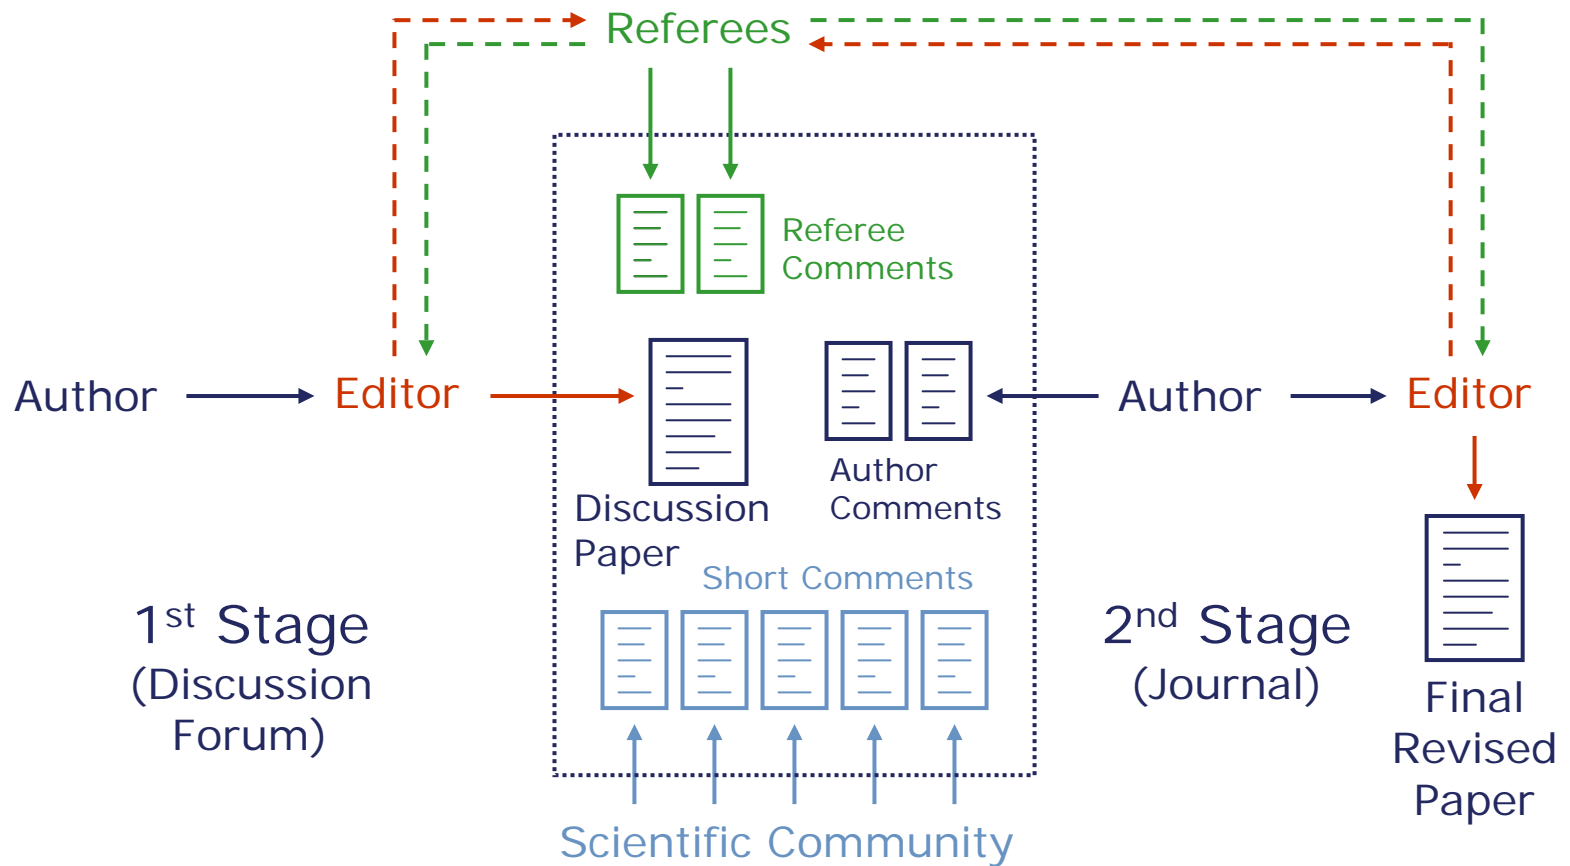 Referees
Referee
Comments
Author
Editor
Author
Editor
Author
Comments
Discussion
Paper
Short Comments
1st Stage
(Discussion
Forum)
2nd Stage
(Journal)
Final
Revised
Paper
Scientific Community